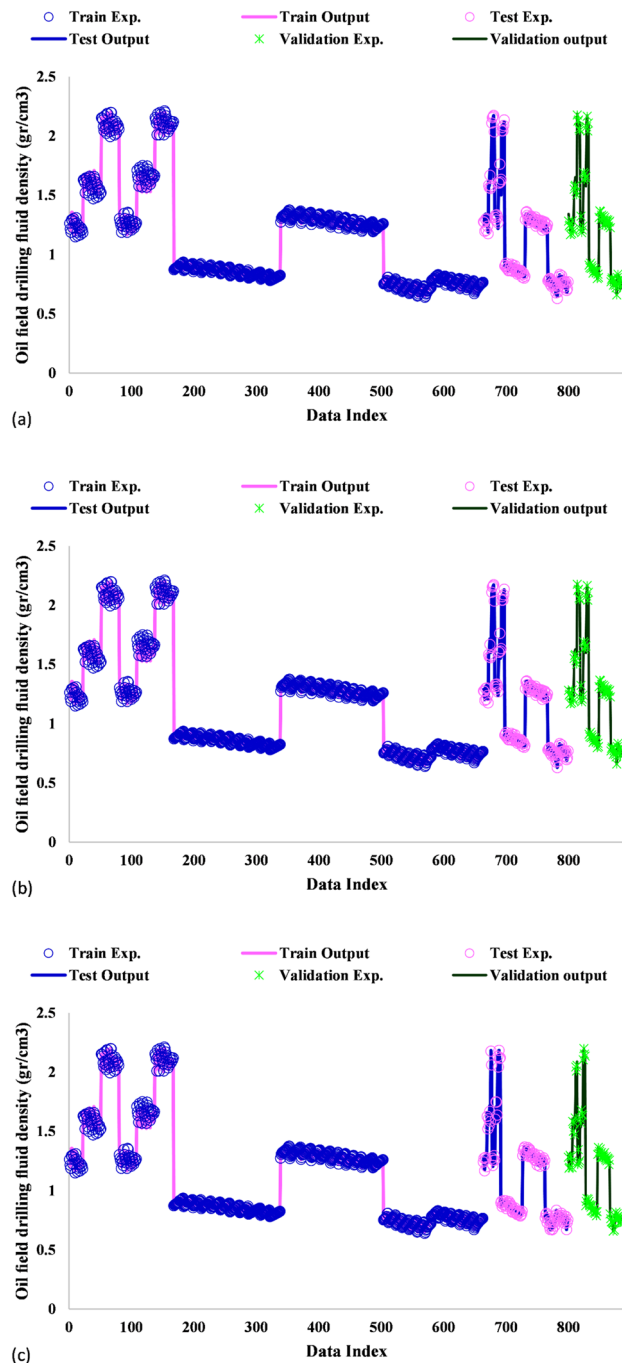 Train Exp. Train Output Test Exp.
Test Output Validation Exp. Validation output
Oil field drilling fluid density (gr/cm3)
2.5
2
1.5
1
0.5
0
0 100 200 300 400 500 600 700 800
Data Index
(a)
Train Exp. Train Output Test Exp.
Test Output Validation Exp. Validation output
Oil field drilling fluid density (gr/cm3)
2.5
2
1.5
1
0.5
0
0 100 200 300 400 500 600 700 800
Data Index
(b)
Train Exp. Train Output Test Exp.
Test Output Validation Exp. Validation output
Oil field drilling fluid density (gr/cm3)
2.5
2
1.5
1
0.5
0
0 100 200 300 400 500 600 700 800
Data Index
(c)